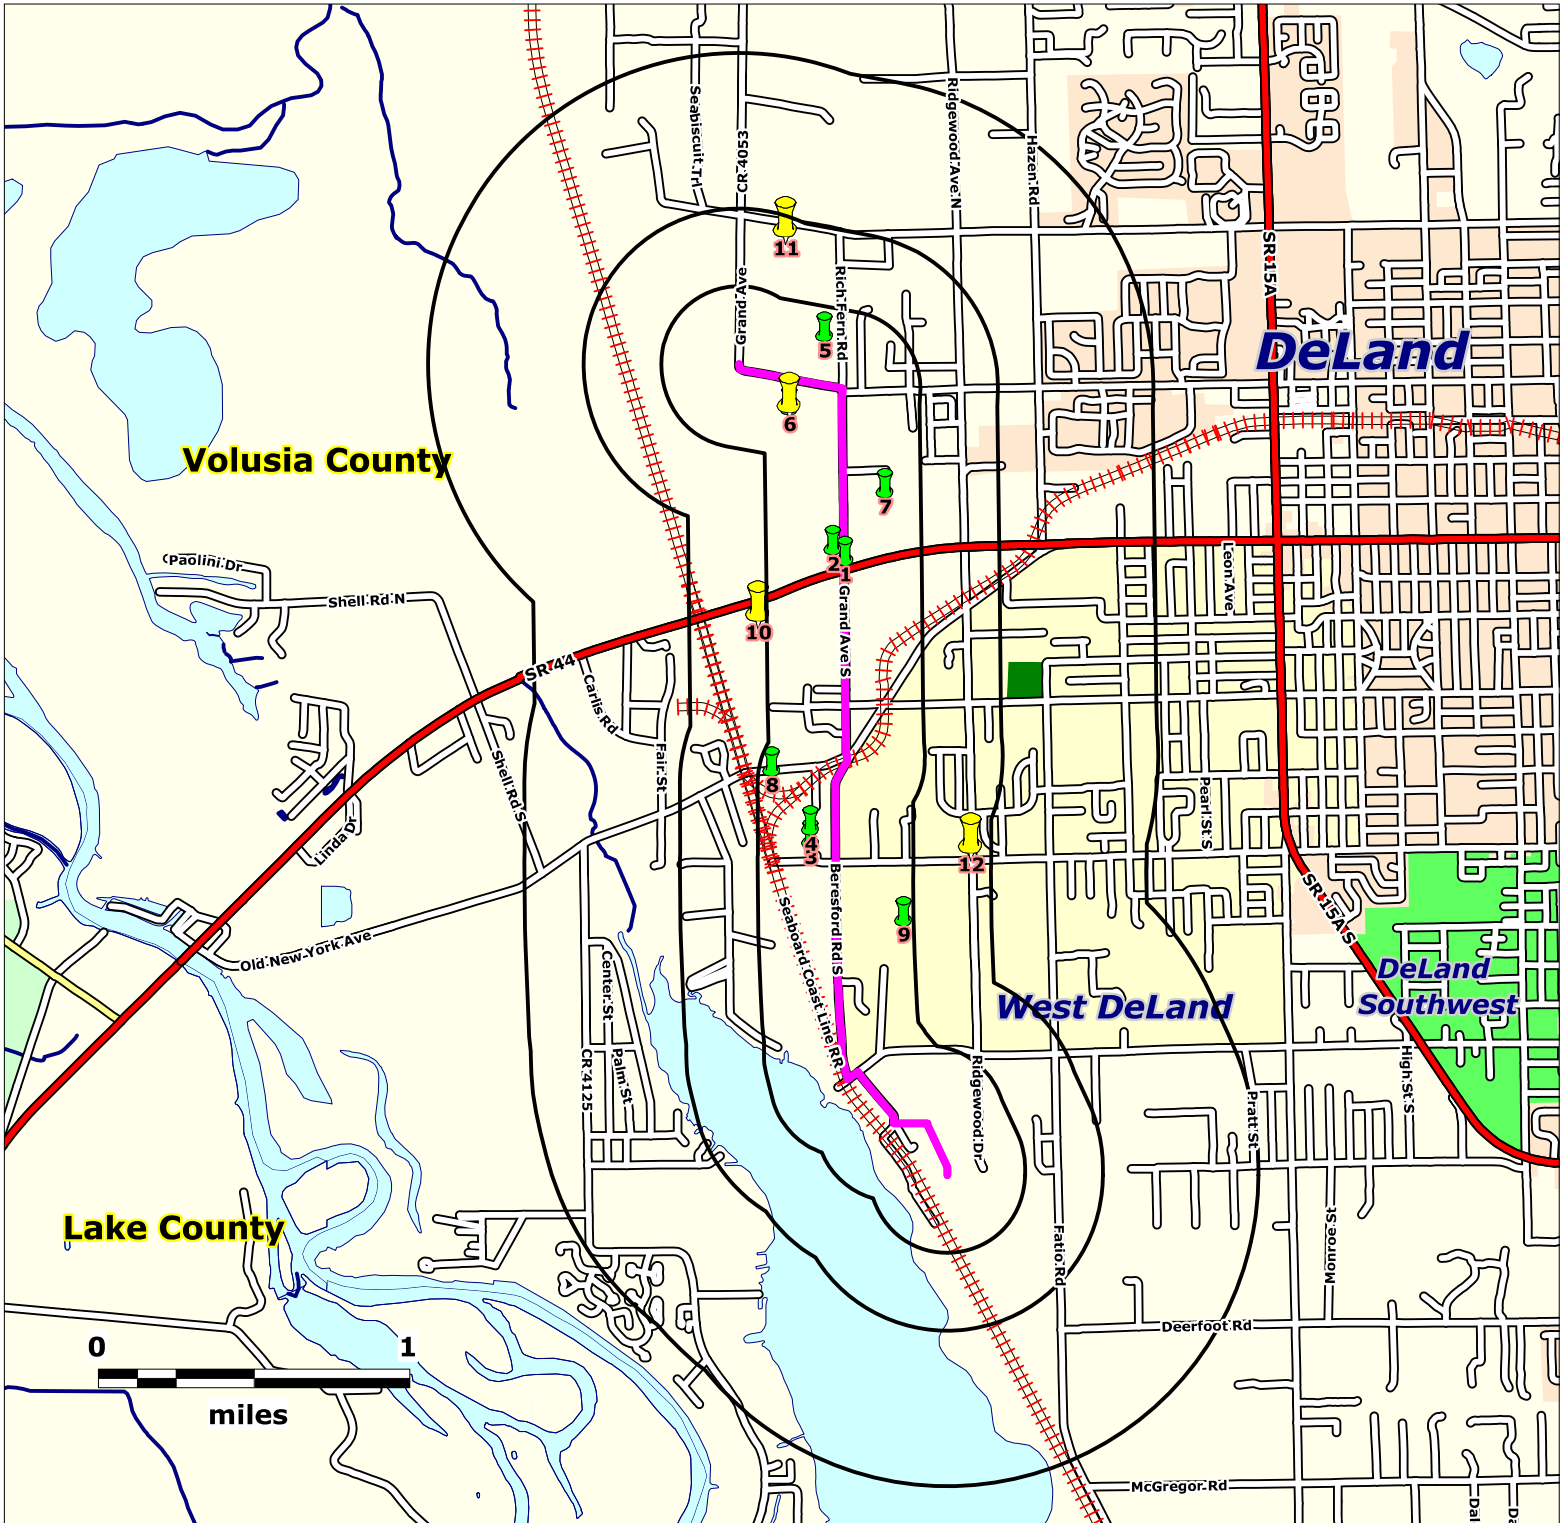 Seabiscut Trl
CR 4053
Ridgewood Ave N
Hazen Rd
11
SR 15A
Grand Ave
Rich Fern Rd
5
DeLand
6
Volusia County
7
2
1
(Paolini Dr
Leon Ave
Shell Rd N
10
Grand Ave S
SR 44
Carlis Rd
Fair St
Shell Rd S
8
Pearl St S
Linda Dr
4
3
12
Beresford Rd S
SR 15A S
Seaboard Coast Line RR
9
Old New York Ave
Center St
DeLand
Southwest
West DeLand
CR 4125
Palm St
Ridgewood Dr
High St S
Pratt St
Lake County
Fatio Rd
Monroe St
Deerfoot Rd
0
1
miles
McGregor Rd
Dal
Da